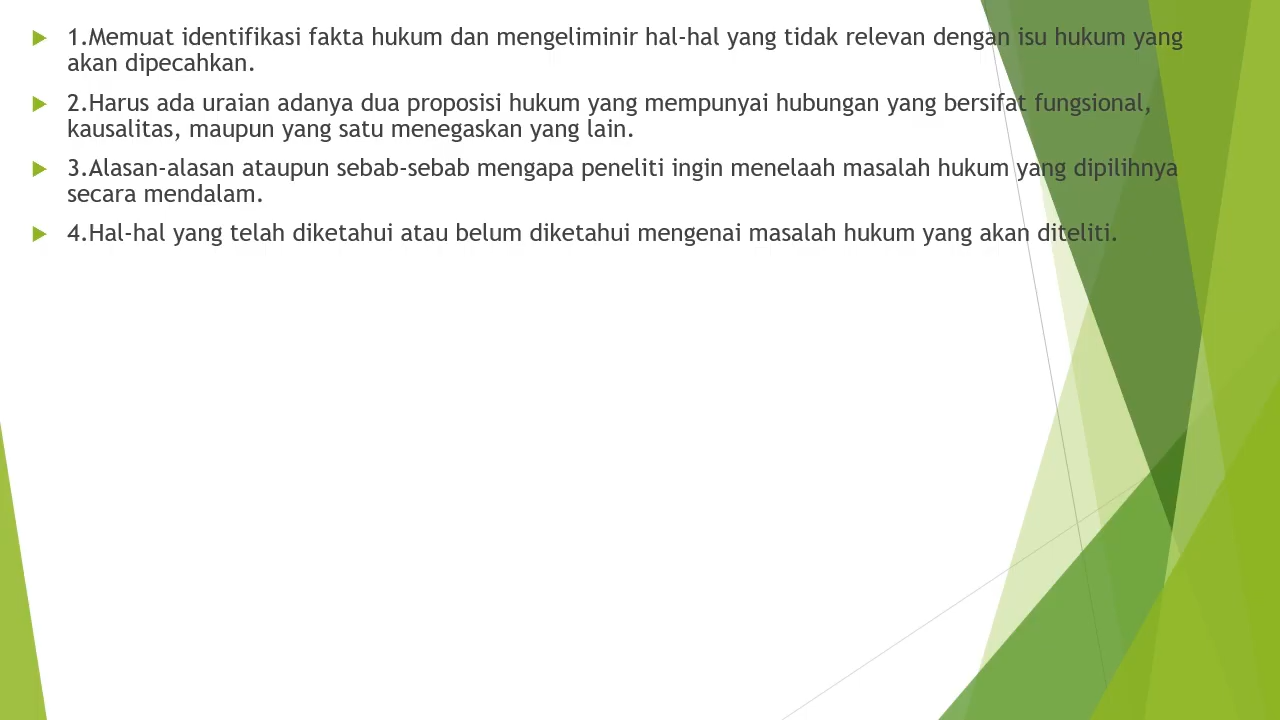 1.Memuat identifikasi fakta hukum dan mengeliminir hal-hal yang tidak relevan dengan isu hukum yang
akan dipecahkan.
2.Harus ada uraian adanya dua proposisi hukum yang mempunyai hubungan yang bersifat fungsional,
kausalitas, maupun yang satu menegaskan yang lain.
3.Alasan-alasan ataupun sebab-sebab mengapa peneliti ingin menelaah masalah hukum yang dipilihnya
secara mendalam.
4.Hal-hal yang telah diketahui atau belum diketahui mengenai masalah hukum yang akan diteliti.